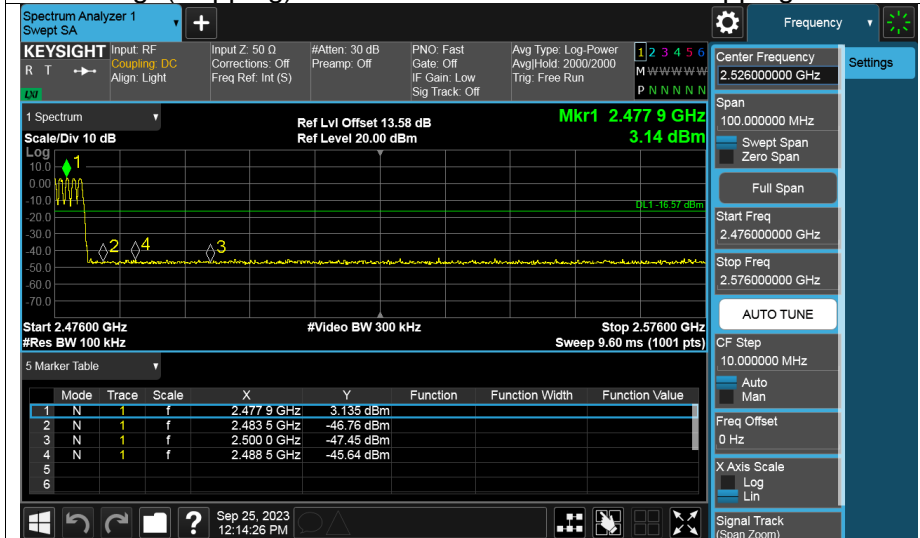 Spectrum Analyzer 1
Swept SA
+
Frequency
KEYSIGHT
R T
LXI
Input: RF
Coupling: DC
Align: Light
Input Z: 50 Ω
Corrections: Off
Freq Ref: Int (S)
#Atten: 30 dB
Preamp: Off
PNO: Fast
Gate: Off
IF Gain: Low
Sig Track: Off
Avg Type: Log-Power
Avg|Hold: 2000/2000
Trig: Free Run
1 2 3 4 5 6
M W W W W W
P N N N N N
Center Frequency
2.526000000 GHz
Settings
1 Spectrum
Scale/Div 10 dB
Ref Lvl Offset 13.58 dB
Ref Level 20.00 dBm
Mkr1 2.477 9 GHz
3.14 dBm
Span
100.000000 MHz
Swept Span
Zero Span
Full Span
Log
10.0
0.00
-10.0
-20.0
-30.0
-40.0
-50.0
-60.0
-70.0
1
2
4
3
DL1 -16.57 dBm
Start Freq
2.476000000 GHz
Stop Freq
2.576000000 GHz
AUTO TUNE
Start 2.47600 GHz
#Res BW 100 kHz
#Video BW 300 kHz
Stop 2.57600 GHz
Sweep 9.60 ms (1001 pts)
CF Step
10.000000 MHz
Auto
Man
5 Marker Table
Mode Trace Scale X Y Function Function Width Function Value
1 N 1 f 2.477 9 GHz 3.135 dBm
2 N 1 f 2.483 5 GHz -46.76 dBm
3 N 1 f 2.500 0 GHz -47.45 dBm
4 N 1 f 2.488 5 GHz -45.64 dBm
5
6
Freq Offset
0 Hz
X Axis Scale
Log
Lin
Signal Track
(Span Zoom)
?
Sep 25, 2023
12:14:26 PM